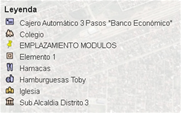 Leyenda
Cajero Automático 3 Pasos "Banco Económico"
Colegio
EMPLAZAMIENTO MODULOS
Elemento 1
Hamacas
Hamburguesas Toby
Iglesia
Sub Alcaldia Distrito 3